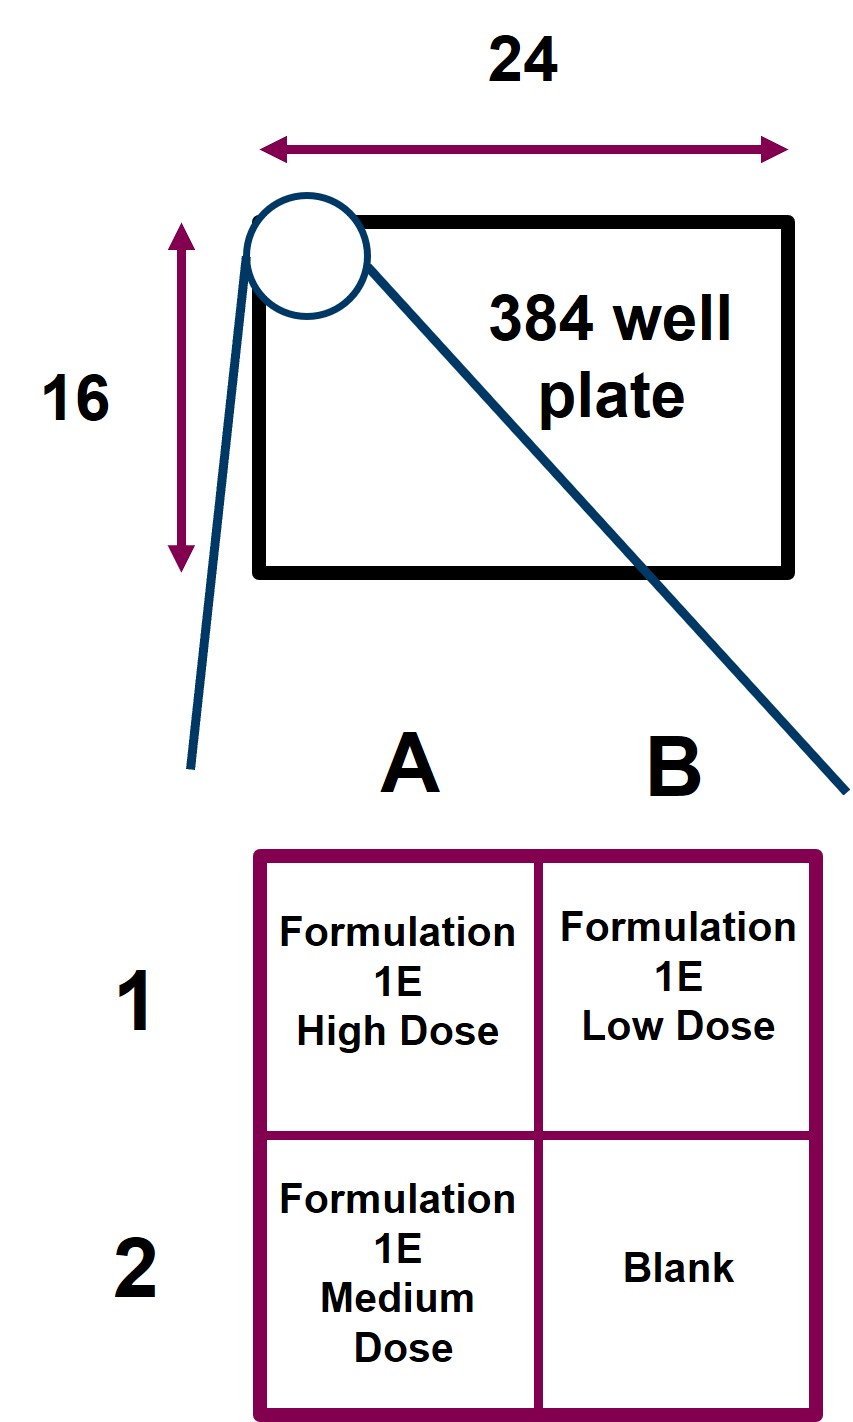 24
384 well
plate
16
A
B
1
Formulation
1E
High Dose
Formulation
1E
Low Dose
2
Formulation
1E
Medium
Dose
Blank